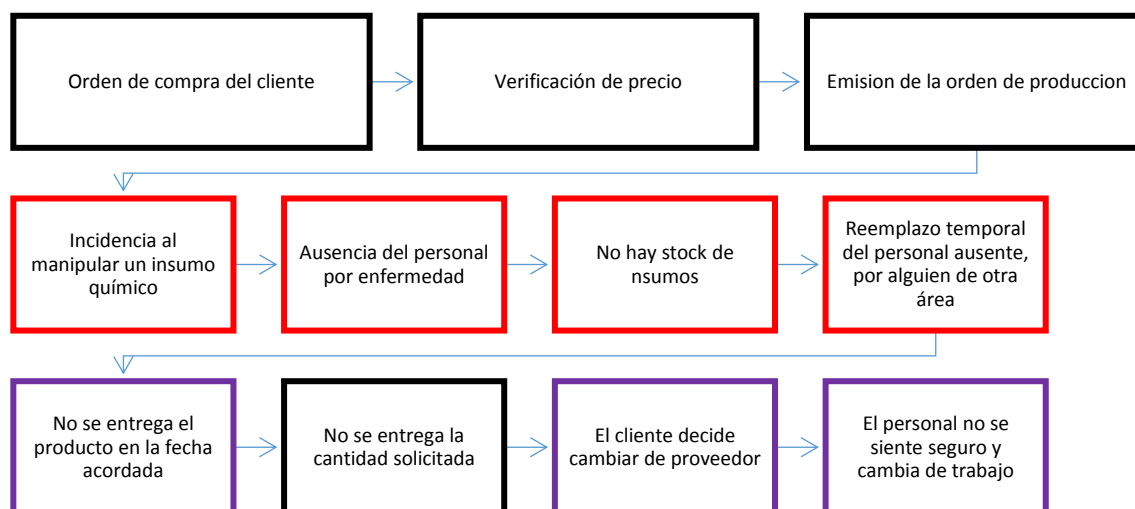 Orden de compra del cliente
Verificación de precio
Emision de la orden de produccion
Incidencia al
manipular un insumo
químico
Ausencia del personal
por enfermedad
No hay stock de
nsumos
Reemplazo temporal
del personal ausente,
por alguien de otra
área
No se entrega el
producto en la fecha
acordada
No se entrega la
cantidad solicitada
El cliente decide
cambiar de proveedor
El personal no se
siente seguro y
cambia de trabajo